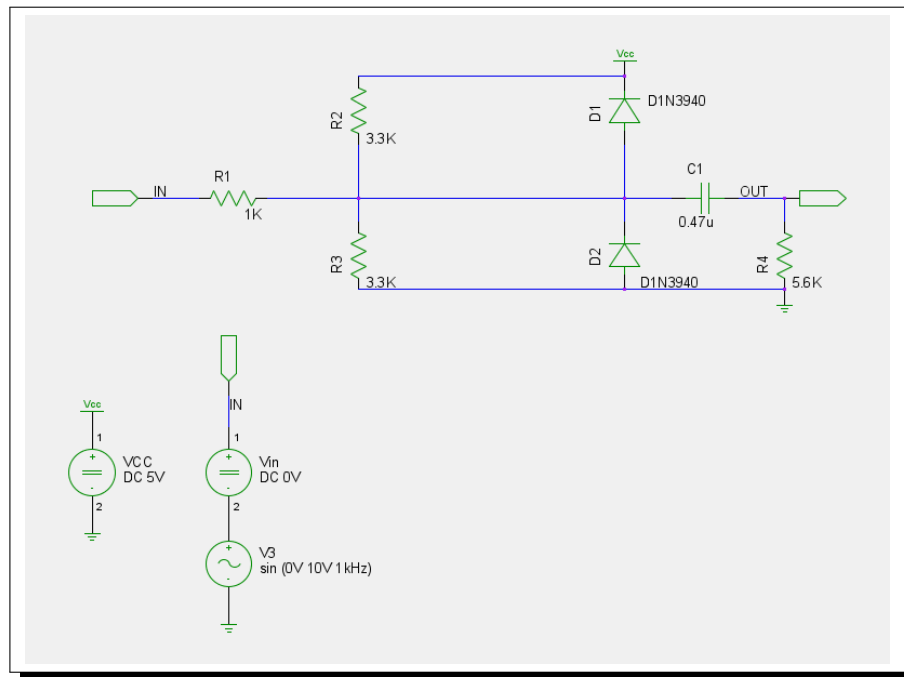 Vcc
D1
D1N3940
R2
3.3K
R1
IN
1K
C1
OUT
0.47u
R3
3.3K
D2
D1N3940
R4
5.6K
IN
Vcc
1
VCC
DC 5V
2
1
Vin
DC 0V
2
V3
sin (0V 10V 1kHz)